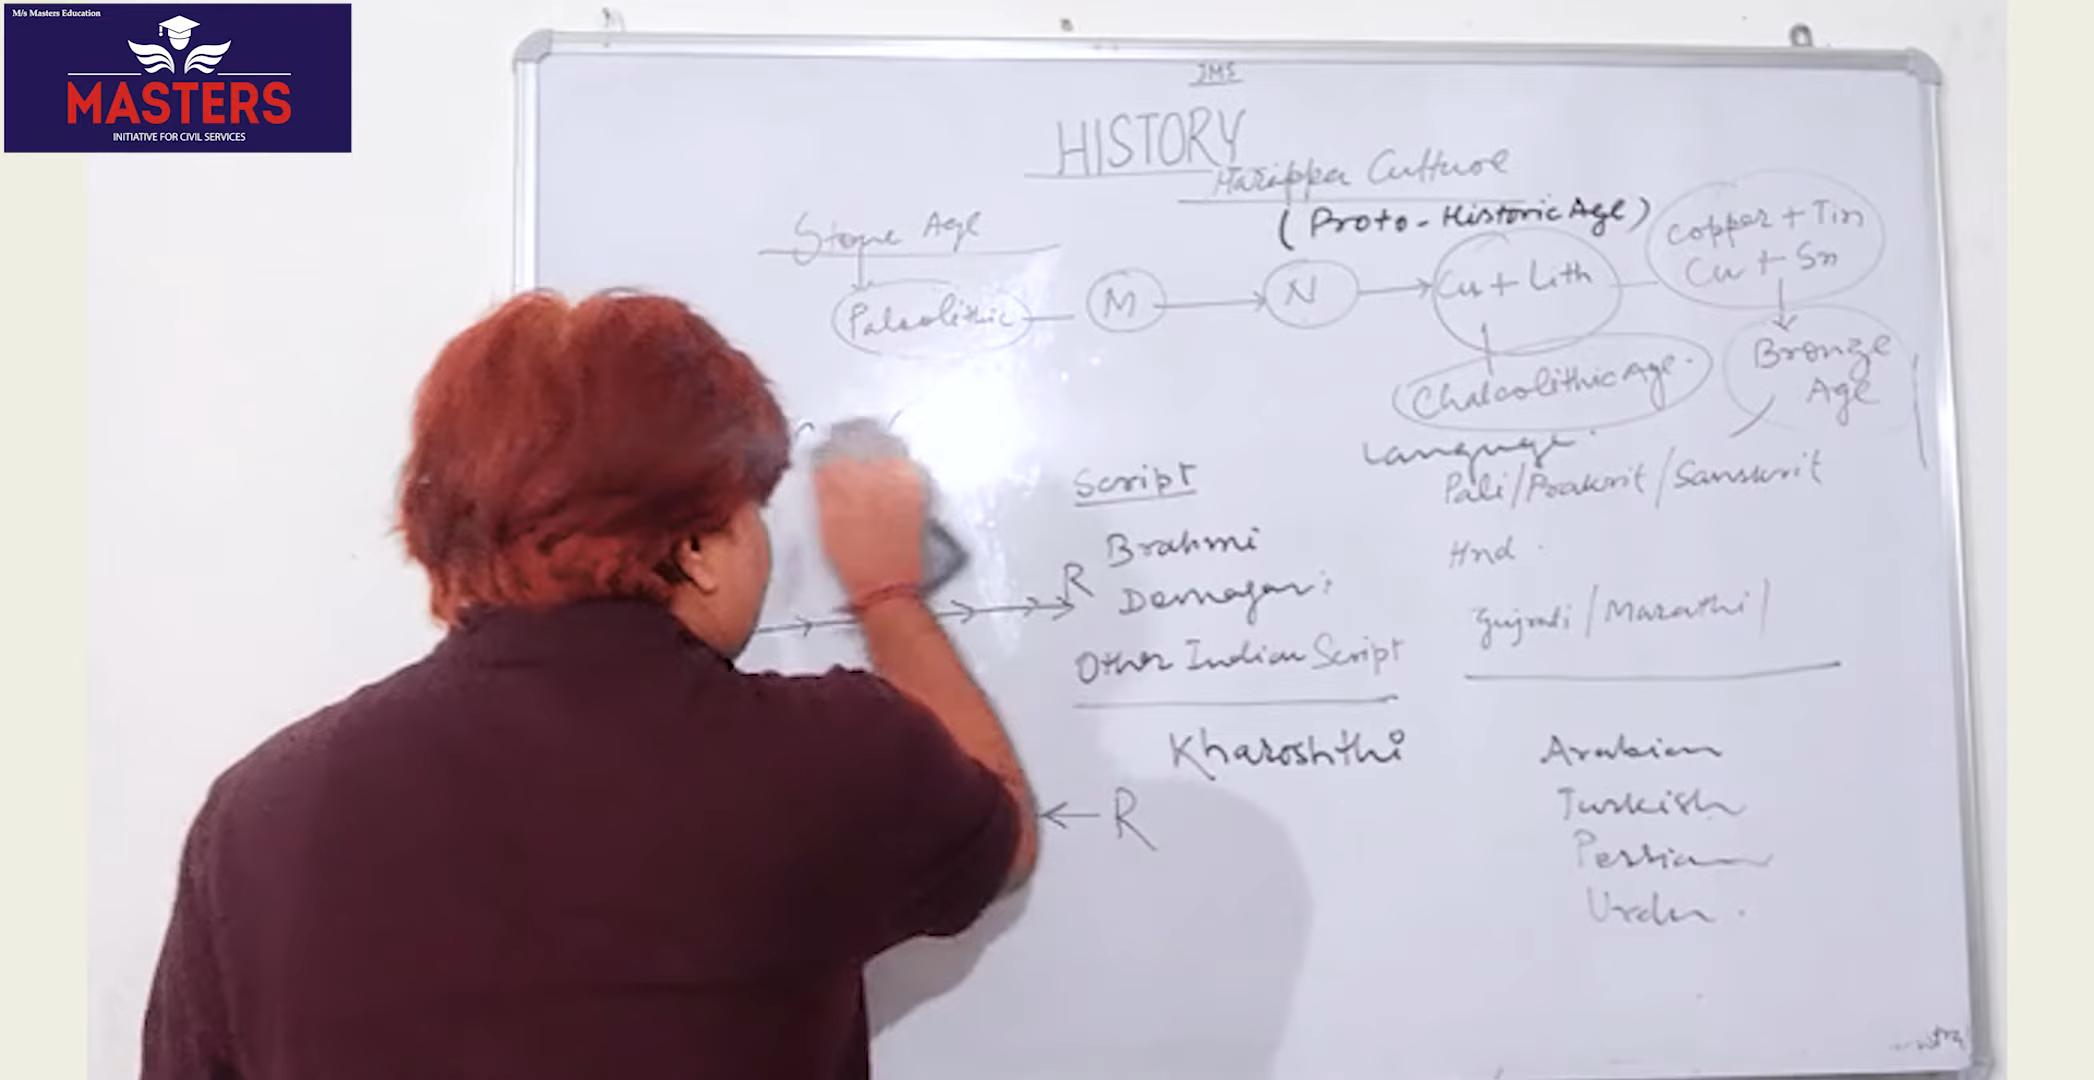 M/s Masters Education
MASTERS
INITIATIVE FOR CIVIL SERVICES
JMS
HISTORY
Harappa Culture
(Proto-Historic Age)
Stone Age
Palaeolithic
M
N
Cu + Lith
Copper + Tin
Cu + Sn
Chalcolithic Age.
Bronze
Age
Script
Brahmi
Devnagari
Other Indian Script
Kharoshthi
R
R
Language
Pali/Prakrit/Sanskrit
Hnd
Gujrati/Marathi/
Arabian
Turkish
Persian
Urdu.